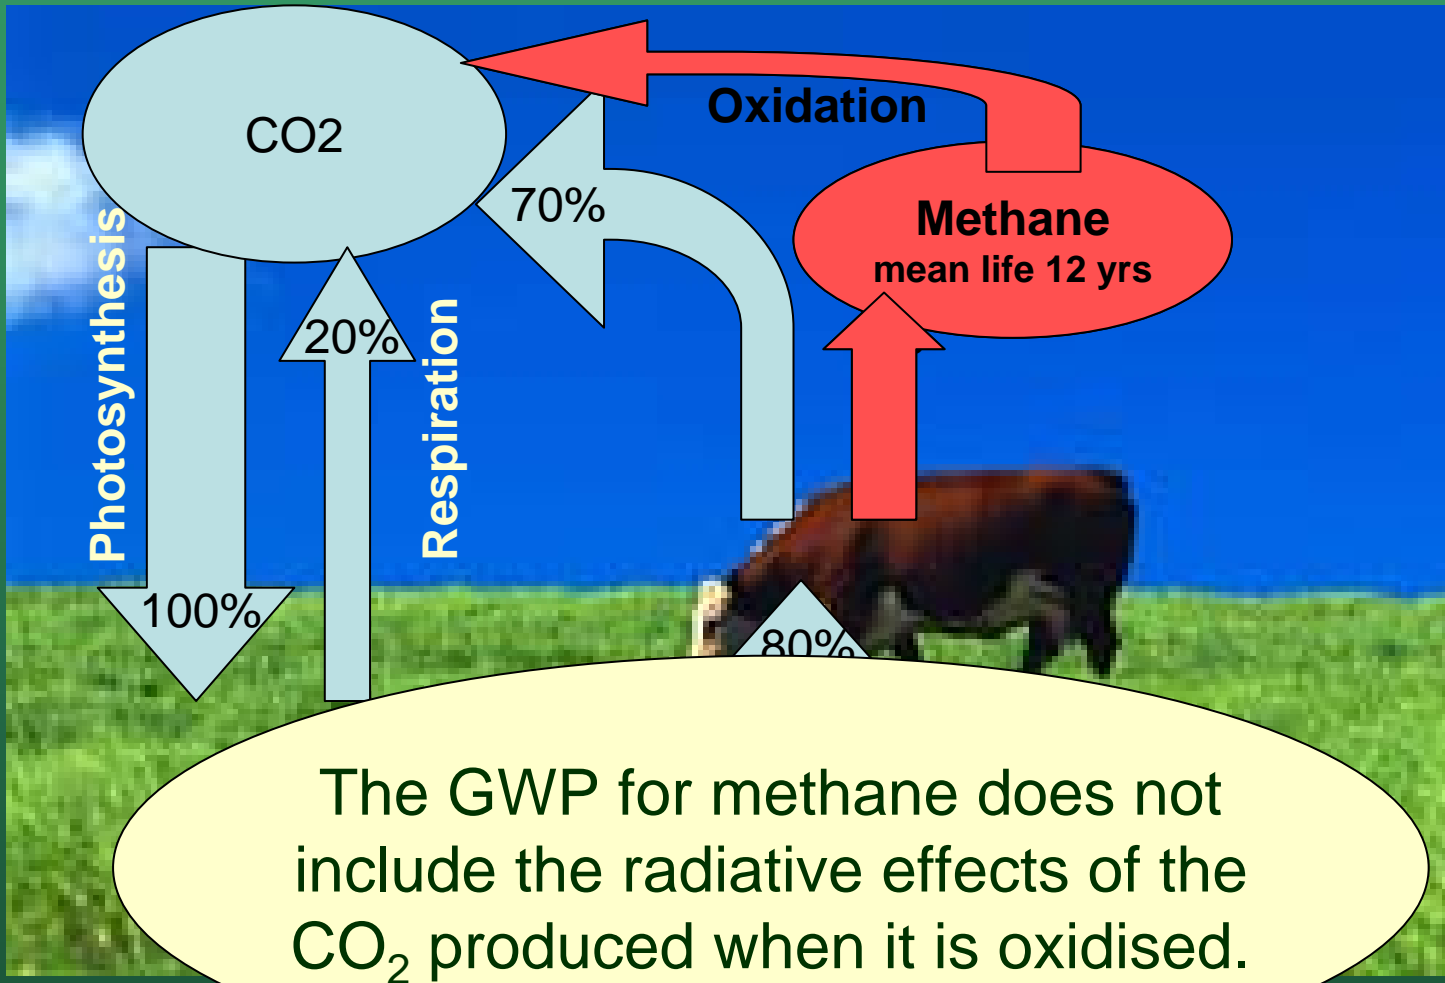 CO2
Oxidation
70%
Methane
mean life 12 yrs
Photosynthesis
20%
Respiration
100%
80%
The GWP for methane does not
include the radiative effects of the
CO₂ produced when it is oxidised.